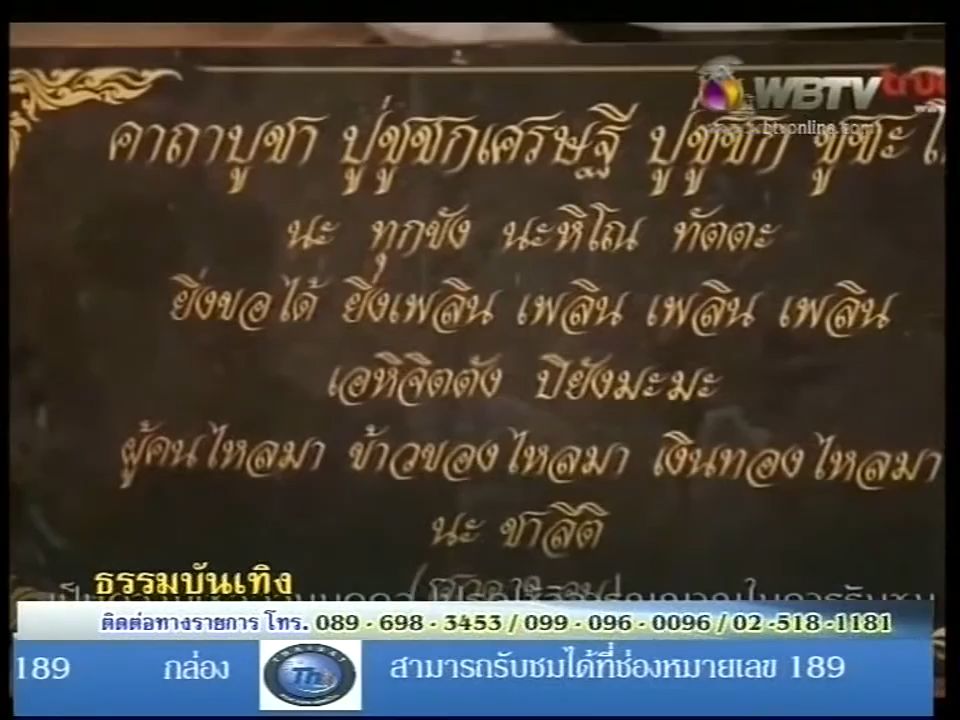 WBTV true
www.wbtvonline.com
คาถาบูชา ปู่ชูชกเศรษฐี ปู่ชูชก ชูชะโก
นะ ทุกขัง นะหิโณ ทัตตะ
ยิ่งขอได้ ยิ่งเพลิน เพลิน เพลิน เพลิน
เอหิจิตตัง ปิยังมะมะ
ผู้คนไหลมา ข้าวของไหลมา เงินทองไหลมา
นะ ชาลีติ
ธรรมบันเทิง
ติดต่อทางรายการ โทร. 089 - 698 - 3453 / 099 - 096 - 0096 / 02 - 518 - 1181
189 กล่อง สามารถรับชมได้ที่ช่องหมายเลข 189